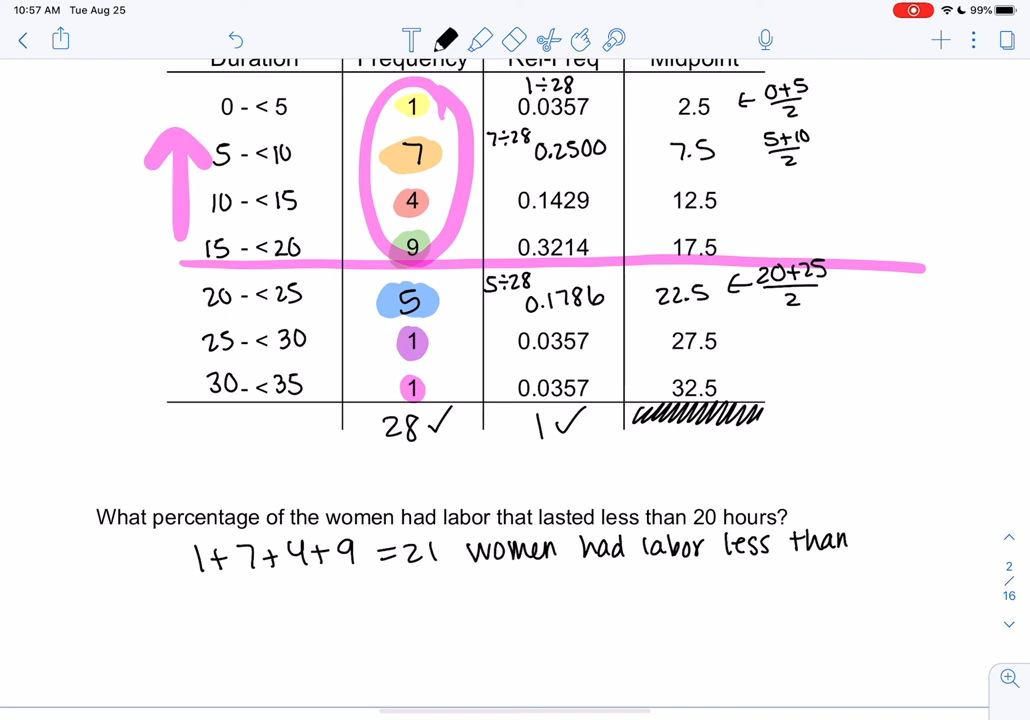 10:57 AM Tue Aug 25 99%
T
Duration Frequency Rel-Freq Midpoint
1÷28
0 - < 5 1 0.0357 2.5 ← 0+5/2
5 - <10 7 7÷28 0.2500 7.5 5+10/2
10 - <15 4 0.1429 12.5
15 - <20 9 0.3214 17.5
20 - <25 5 5÷28 0.1786 22.5 ← 20+25/2
25 - < 30 1 0.0357 27.5
30 - <35 1 0.0357 32.5
28 ✓ 1 ✓
What percentage of the women had labor that lasted less than 20 hours?
1+7+4+9 = 21 women had labor less than
2
/
16